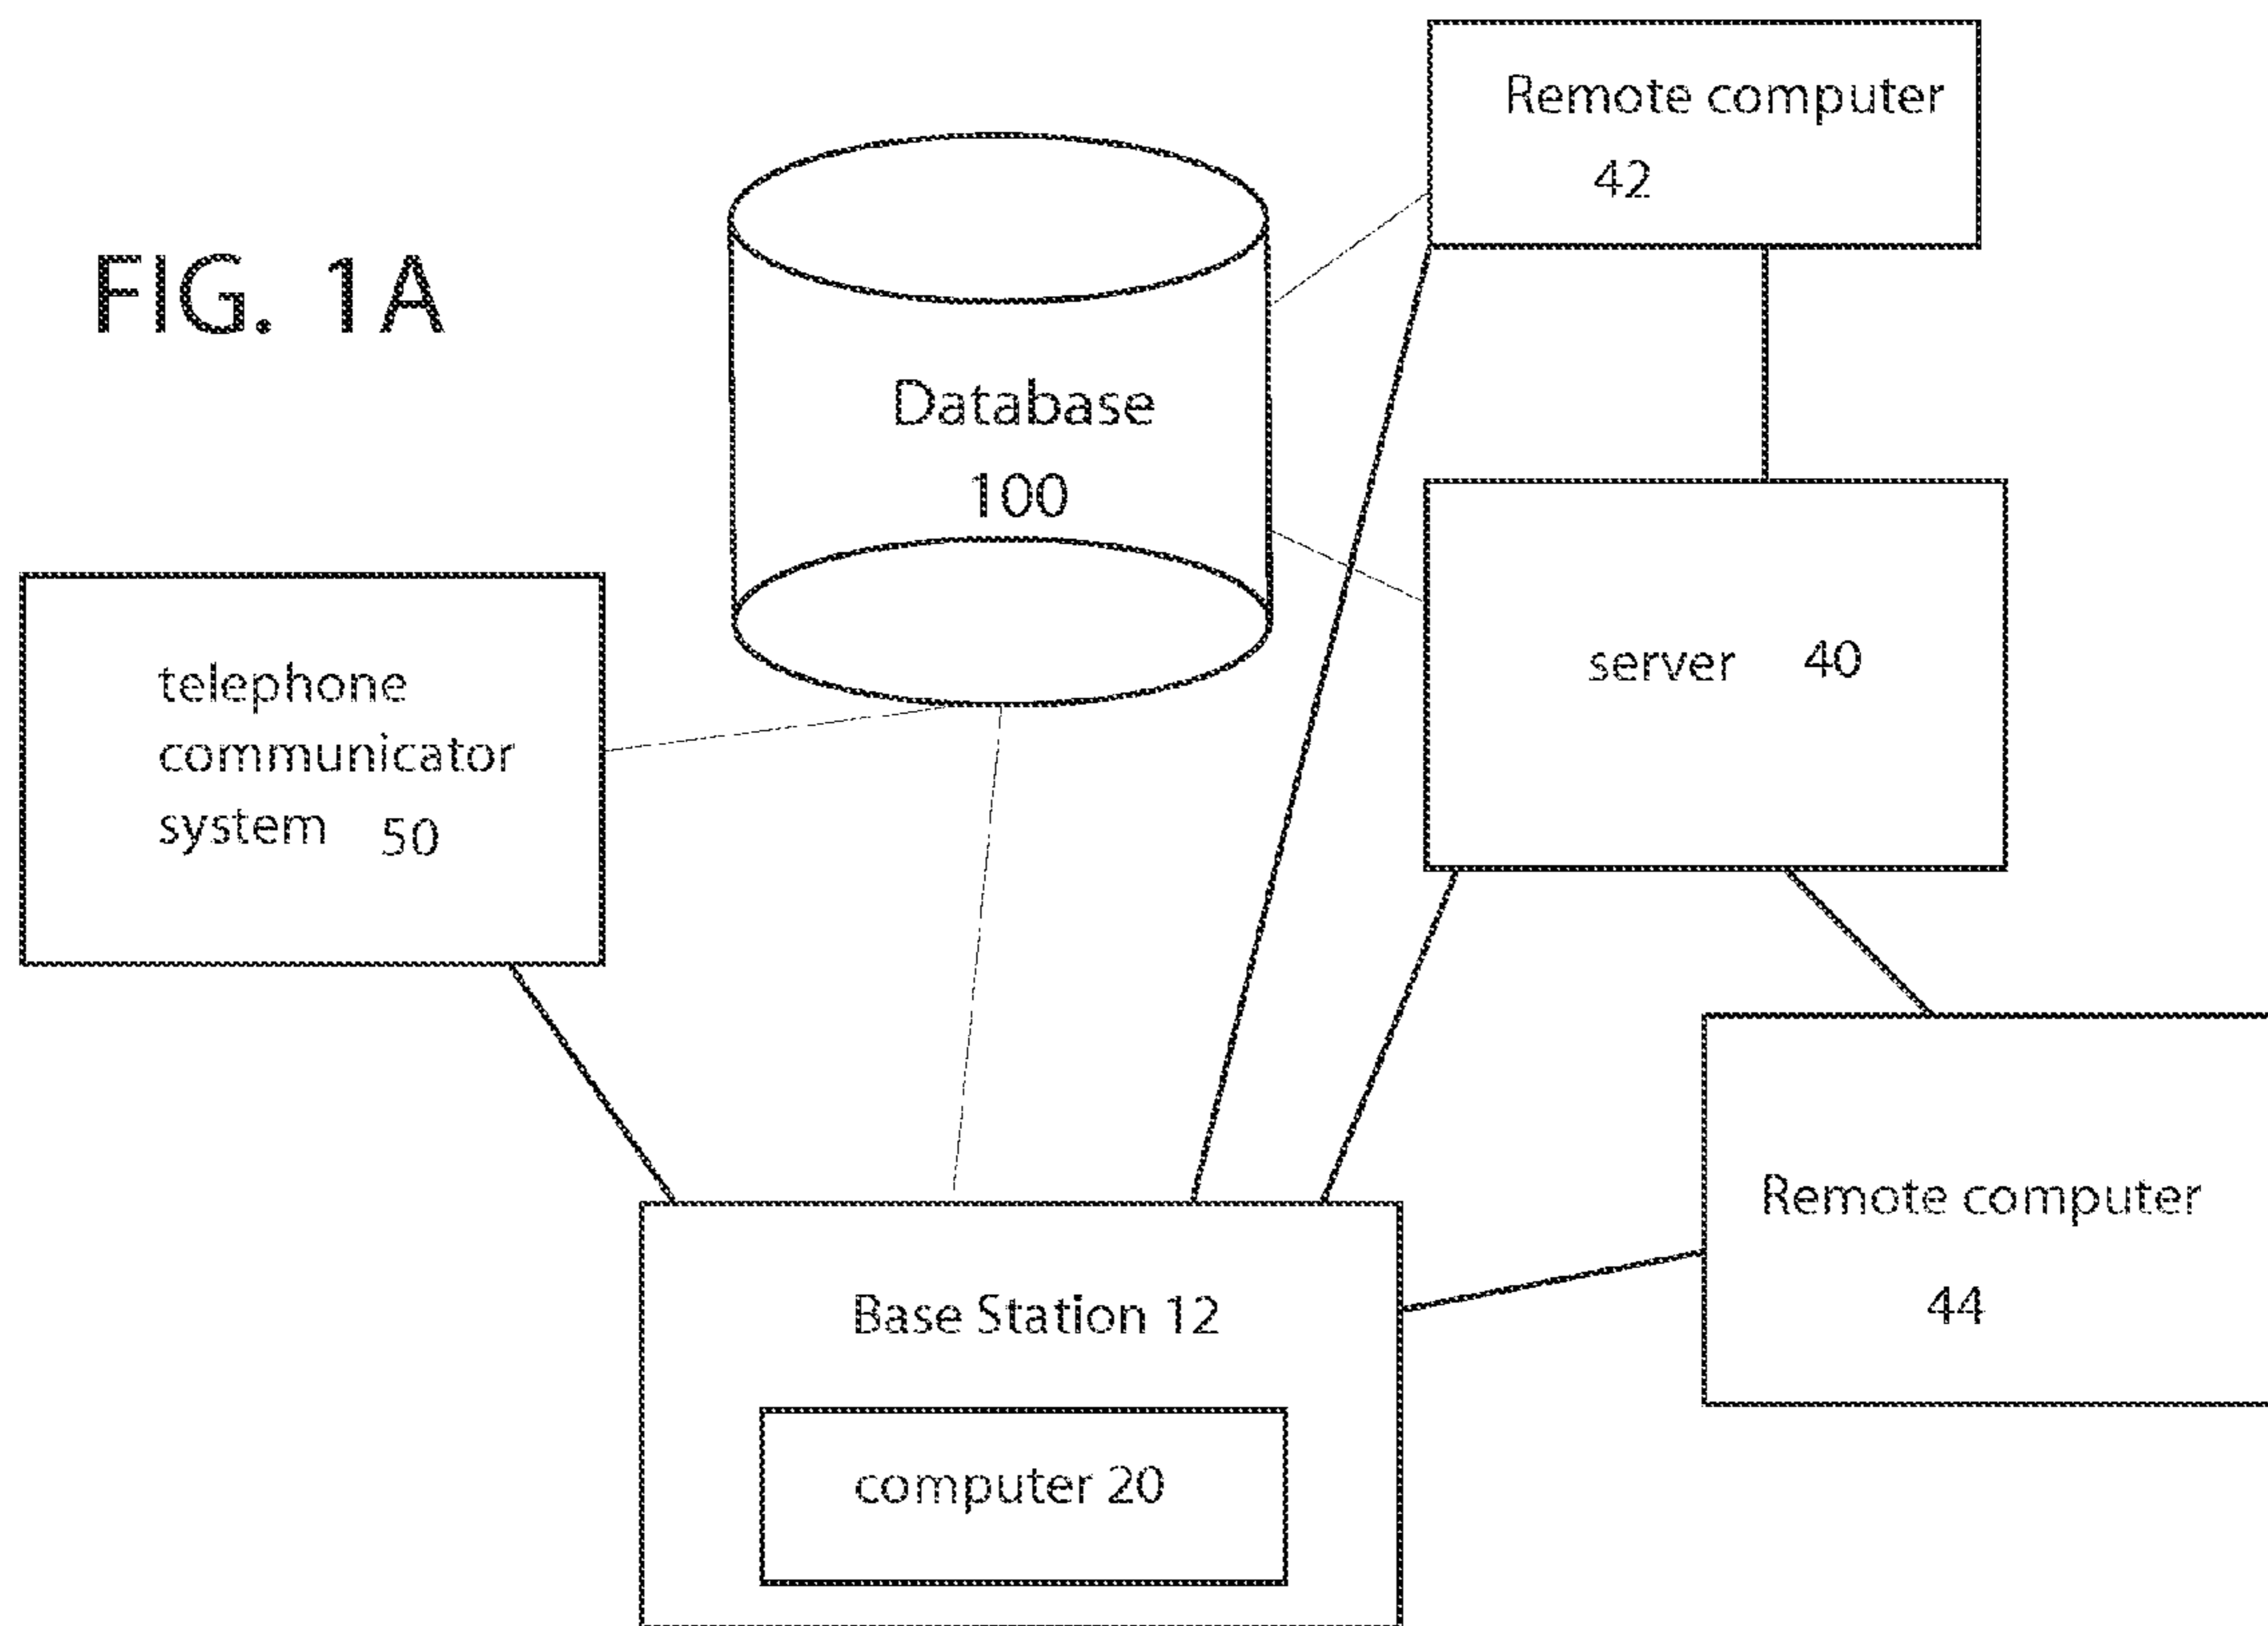 FIG. 1A
Remote computer
42
Database
100
telephone
communicator
system 50
server 40
Remote computer
44
Base Station 12
computer 20